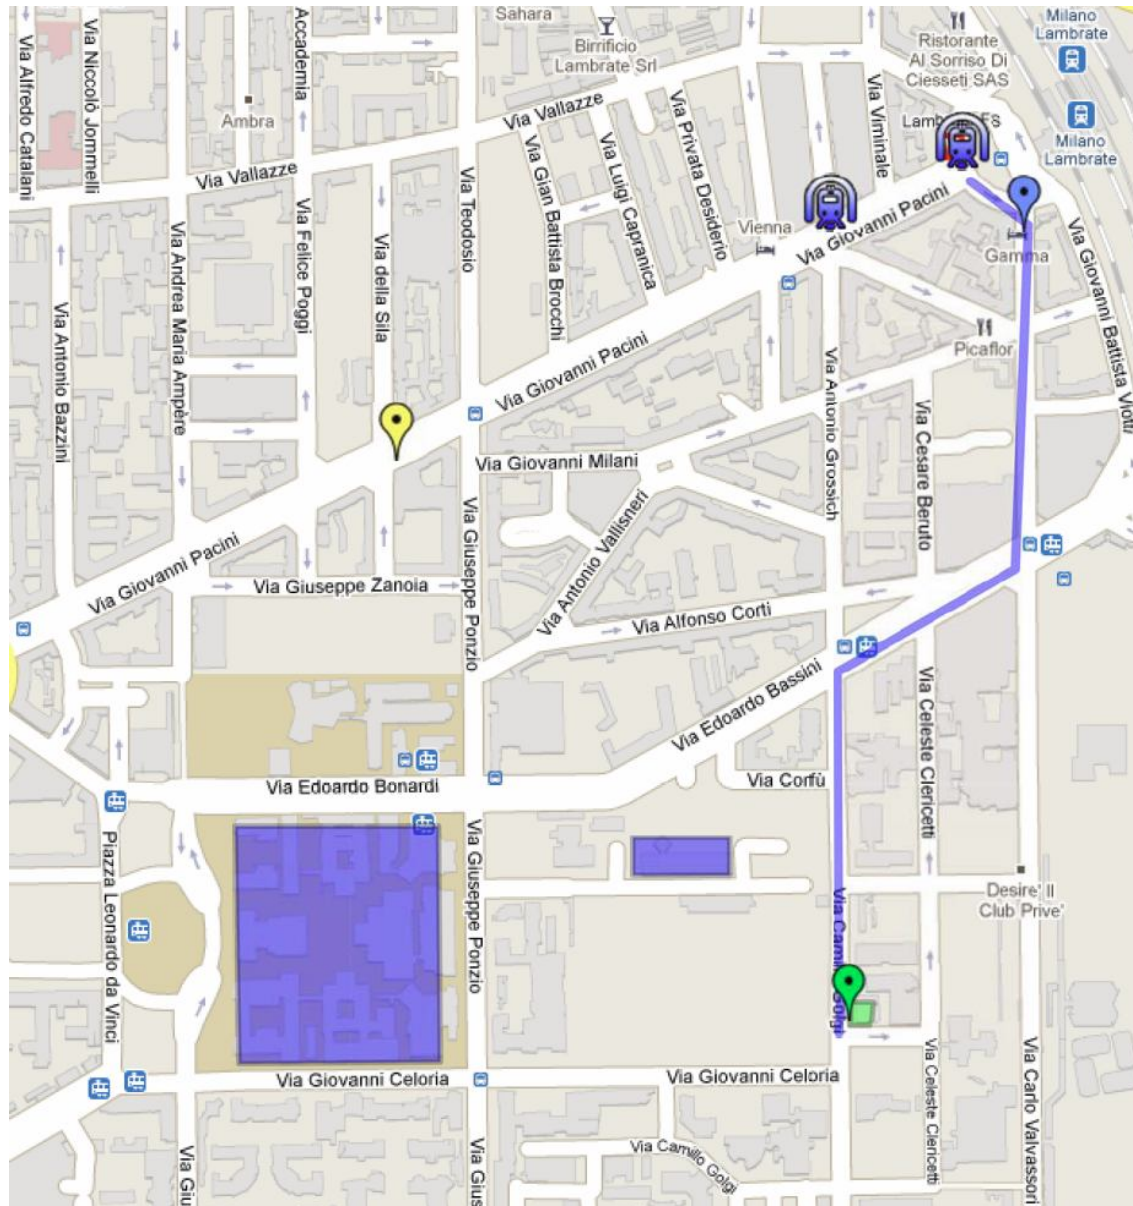 Sahara
Milano
Lambrate
Birrificio
Lambrate Srl
Ristorante
Al Sorriso Di
Ciesseti SAS
Accademia
Via Niccolò Jommelli
Via Alfredo Catalani
Ambra
Via Vallazze
Via Privata Desiderio
Via Viminale
Milano
Lambrate
Via Vallazze
Via Teodosio
Via Gian Battista Brocchi
Via Luigi Capranica
Via Felice Poggi
Via della Sila
Via Andrea Maria Ampère
Via Antonio Bazzini
Vienna
Via Giovanni Pacini
Gamma
Via Giovanni Battista Viotti
Picaflor
Via Giovanni Pacini
Via Antonio Grossich
Via Cesare Beruto
Via Giovanni Milani
Via Antonio Vallisneri
Via Giuseppe Ponzio
Via Giovanni Pacini
Via Giuseppe Zanoia
Via Alfonso Corti
Via Edoardo Bassini
Via Celeste Clericetti
Via Edoardo Bonardi
Via Corfù
Piazza Leonardo da Vinci
Via Giuseppe Ponzio
Desire' Il
Club Prive'
Via Giovanni Celoria
Via Giovanni Celoria
Via Celeste Clericetti
Via Carlo Valvassori
Via Camillo Golgi
Via Giu
Via Gius